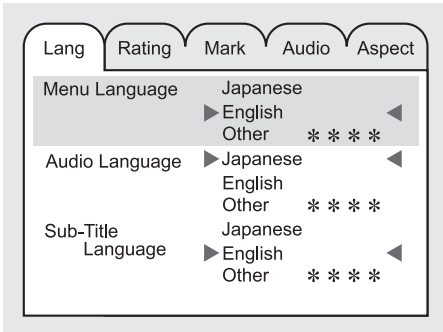 Lang Rating Mark Audio Aspect
Menu Language Japanese
English
Other ＊＊＊＊
Audio Language Japanese
English
Other ＊＊＊＊
Sub-Title Japanese
Language English
Other ＊＊＊＊